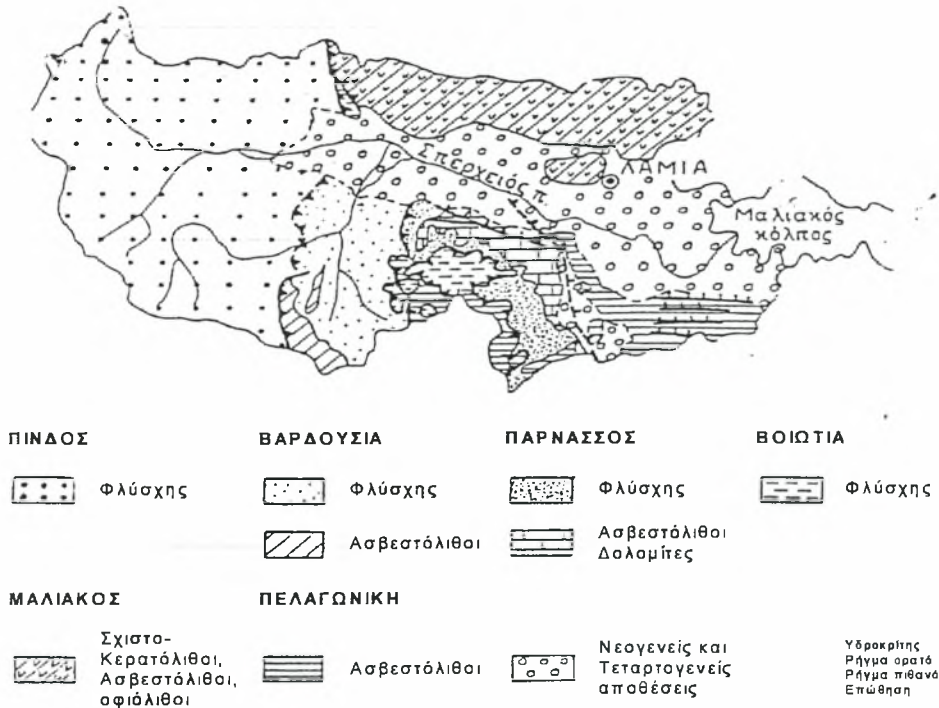 Σπερχειός π.
ΛΑΜΙΑ
Μαλιακός
κόλπος
ΠΙΝΔΟΣ
ΒΑΡΔΟΥΣΙΑ
ΠΑΡΝΑΣΣΟΣ
ΒΟΙΩΤΙΑ
Φλύσχης
Φλύσχης
Φλύσχης
Φλύσχης
Ασβεστόλιθοι
Ασβεστόλιθοι
Δολομίτες
ΜΑΛΙΑΚΟΣ
ΠΕΛΑΓΩΝΙΚΗ
Σχιστο-
Κερατόλιθοι,
Ασβεστόλιθοι,
οφιόλιθοι
Ασβεστόλιθοι
Νεογενείς και
Τεταρτογενείς
αποθέσεις
Υδροκρίτης
Ρήγμα ορατό
Ρήγμα πιθανό
Επώθηση